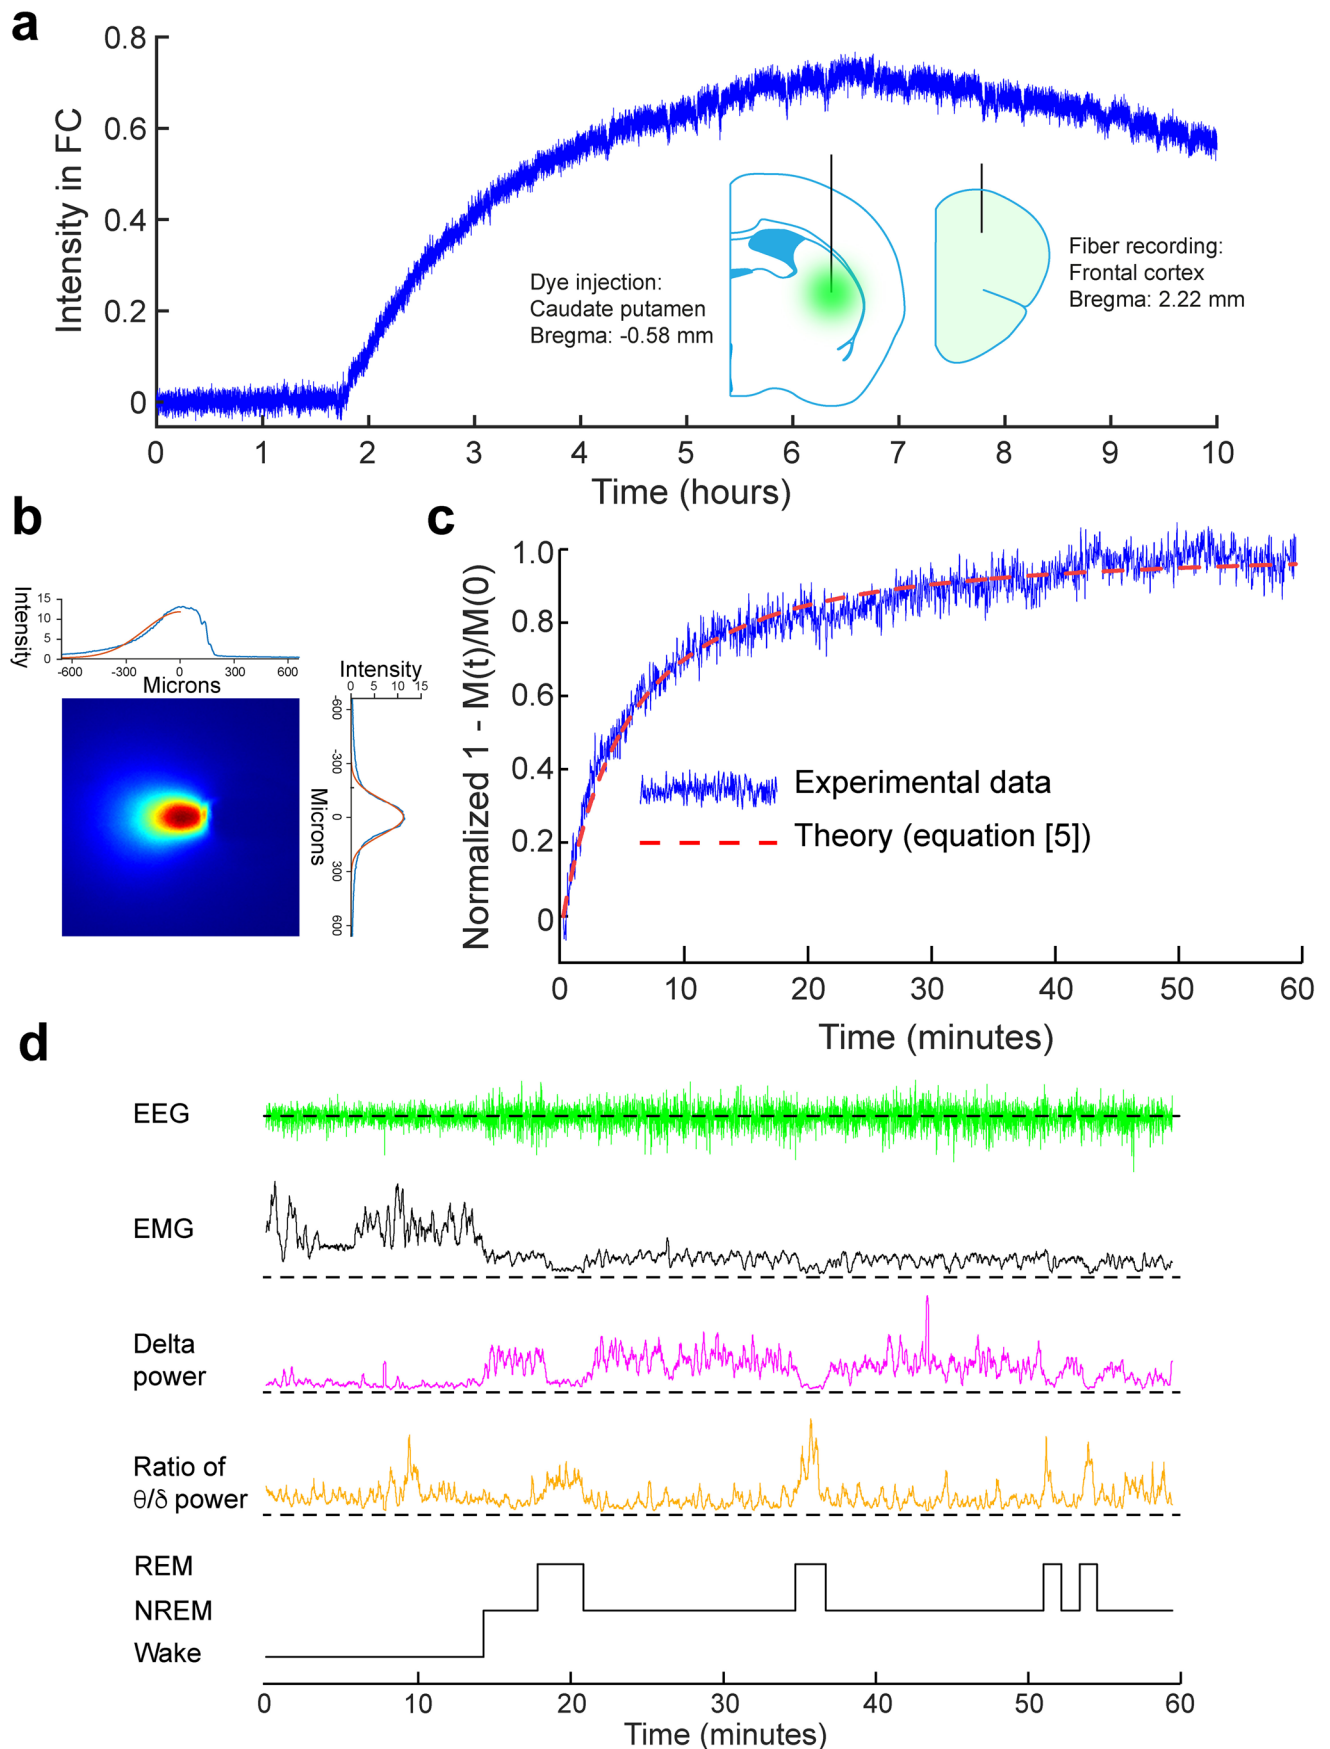 a
0.8
0.6
0.4
0.2
0
Intensity in FC
Dye injection:
Caudate putamen
Bregma: -0.58 mm
Fiber recording:
Frontal cortex
Bregma: 2.22 mm
0 1 2 3 4 5 6 7 8 9 10
Time (hours)
b
15
10
5
0
Intensity
-600 -300 0 300 600
Microns
Intensity
0 5 10 15
-600
-300
0
300
600
Microns
c
1.0
0.8
0.6
0.4
0.2
0
Normalized 1 - M(t)/M(0)
Experimental data
Theory (equation [5])
0 10 20 30 40 50 60
Time (minutes)
d
EEG
EMG
Delta
power
Ratio of
θ/δ power
REM
NREM
Wake
0 10 20 30 40 50 60
Time (minutes)